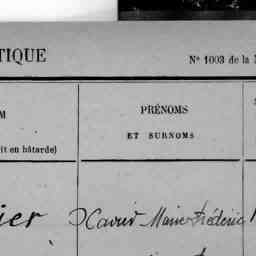 TIQUE
N° 1003 de la N
M
PRÉNOMS
ET SURNOMS
it en bâtarde)
ier Xavier Marie Frédéric